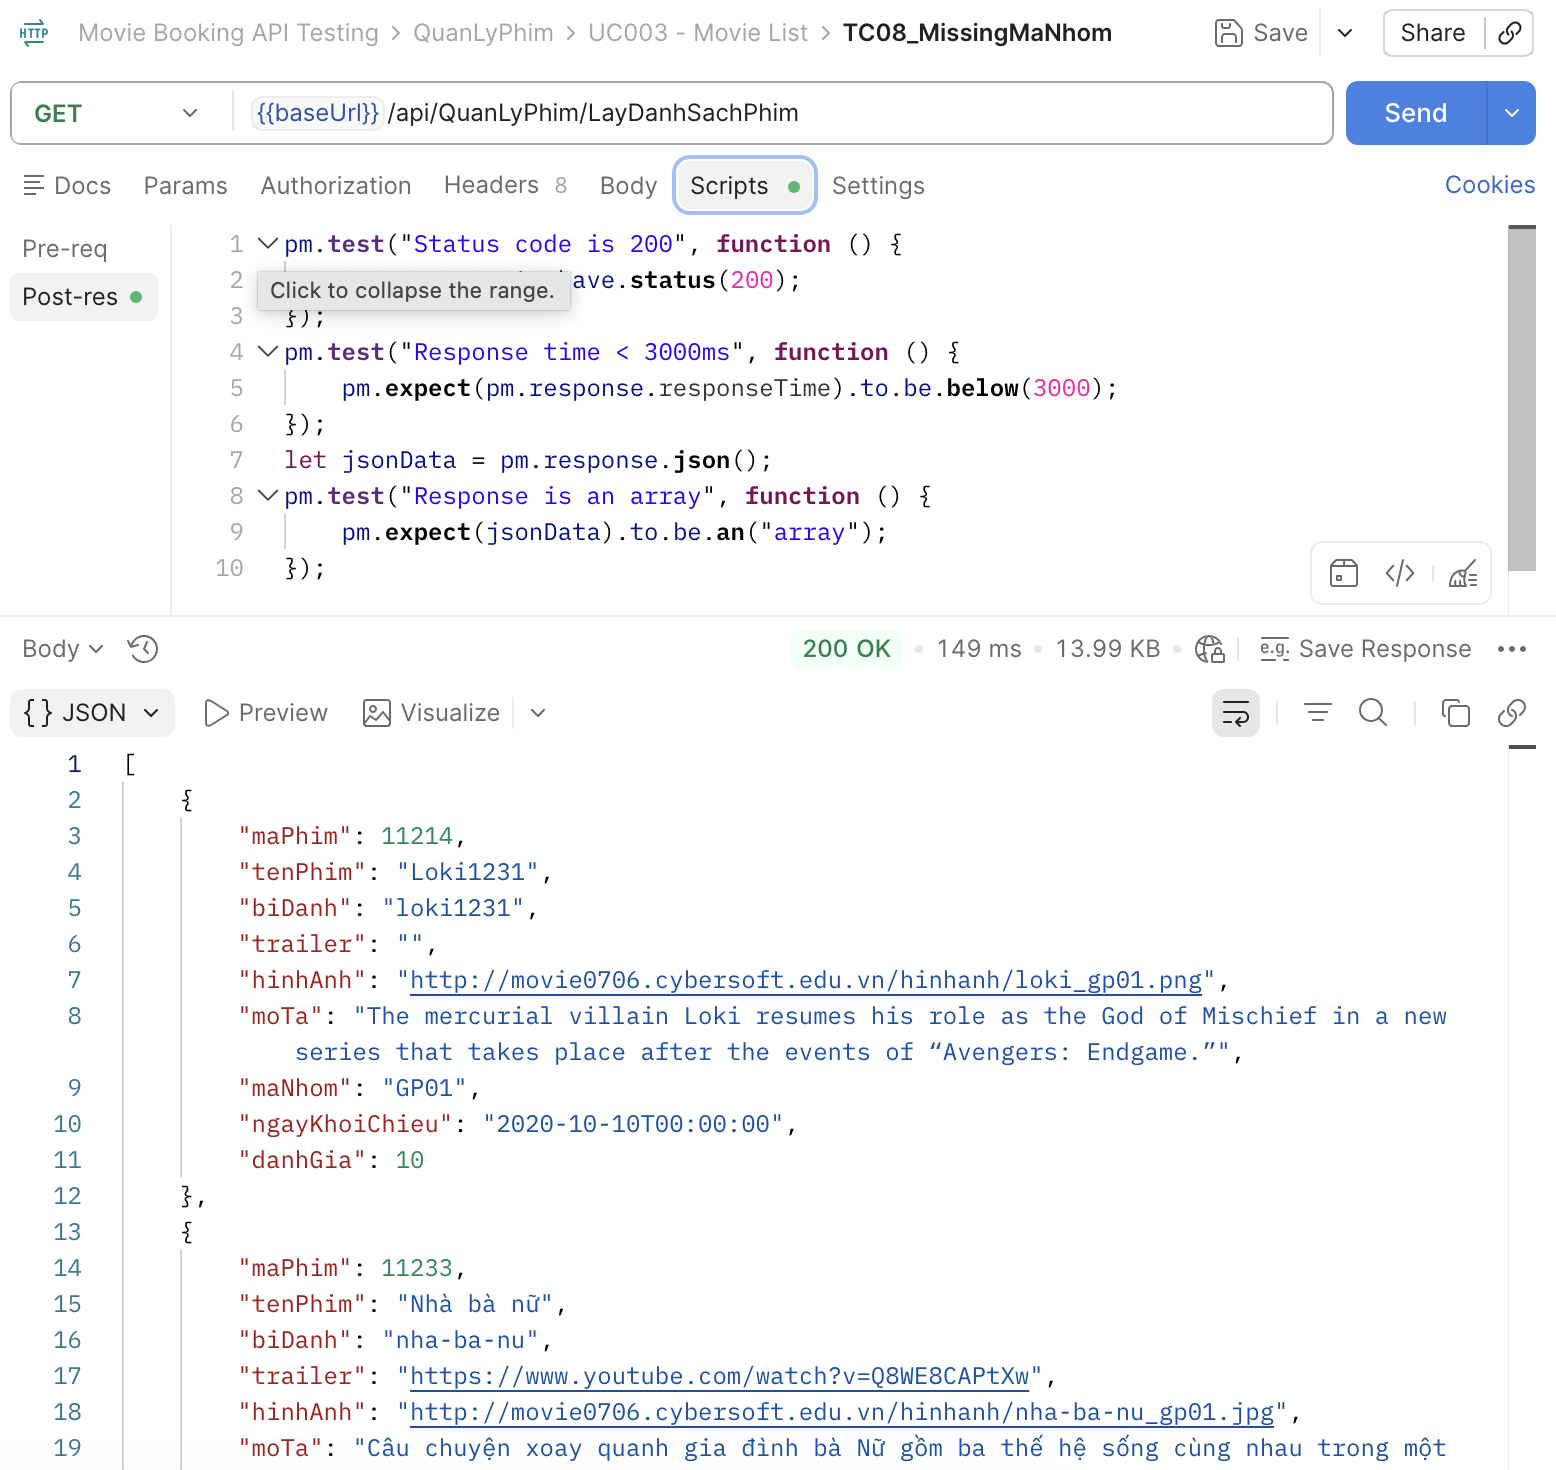 HTTP Movie Booking API Testing > QuanLyPhim > UC003 - Movie List > TC08_MissingMaNhom Save Share
GET {{baseUrl}} /api/QuanLyPhim/LayDanhSachPhim Send
Docs Params Authorization Headers 8 Body Scripts Settings Cookies
Pre-req
Post-res
1 pm.test("Status code is 200", function () {
2 ave.status(200);
Click to collapse the range.
3 });
4 pm.test("Response time < 3000ms", function () {
5 pm.expect(pm.response.responseTime).to.be.below(3000);
6 });
7 let jsonData = pm.response.json();
8 pm.test("Response is an array", function () {
9 pm.expect(jsonData).to.be.an("array");
10 });
Body 200 OK • 149 ms • 13.99 KB • e.g. Save Response
{} JSON Preview Visualize
1 [
2 {
3 "maPhim": 11214,
4 "tenPhim": "Loki1231",
5 "biDanh": "loki1231",
6 "trailer": "",
7 "hinhAnh": "http://movie0706.cybersoft.edu.vn/hinhanh/loki_gp01.png",
8 "moTa": "The mercurial villain Loki resumes his role as the God of Mischief in a new
series that takes place after the events of “Avengers: Endgame.”",
9 "maNhom": "GP01",
10 "ngayKhoiChieu": "2020-10-10T00:00:00",
11 "danhGia": 10
12 },
13 {
14 "maPhim": 11233,
15 "tenPhim": "Nhà bà nữ",
16 "biDanh": "nha-ba-nu",
17 "trailer": "https://www.youtube.com/watch?v=Q8WE8CAPtXw",
18 "hinhAnh": "http://movie0706.cybersoft.edu.vn/hinhanh/nha-ba-nu_gp01.jpg",
19 "moTa": "Câu chuyện xoay quanh gia đình bà Nữ gồm ba thế hệ sống cùng nhau trong một